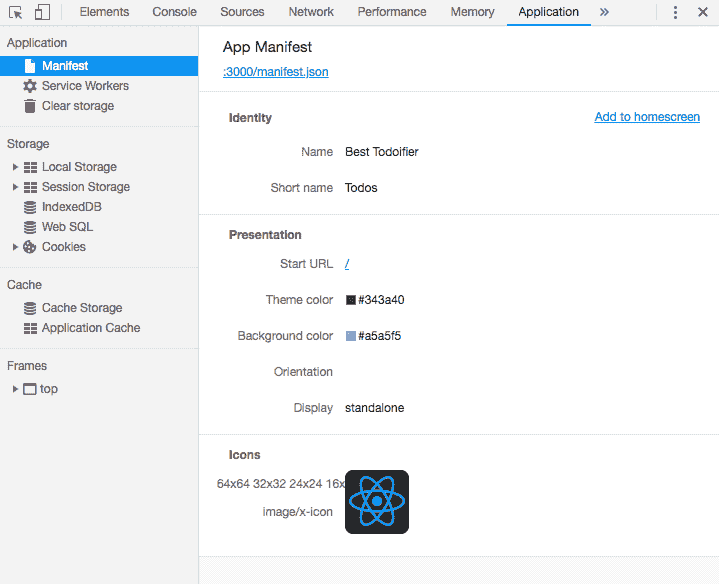 Elements Console Sources Network Performance Memory Application »
Application
Manifest
Service Workers
Clear storage
Storage
Local Storage
Session Storage
IndexedDB
Web SQL
Cookies
Cache
Cache Storage
Application Cache
Frames
top
App Manifest
:3000/manifest.json
Identity Add to homescreen
Name Best Todoifier
Short name Todos
Presentation
Start URL /
Theme color #343a40
Background color #a5a5f5
Orientation
Display standalone
Icons
64x64 32x32 24x24 16x
image/x-icon